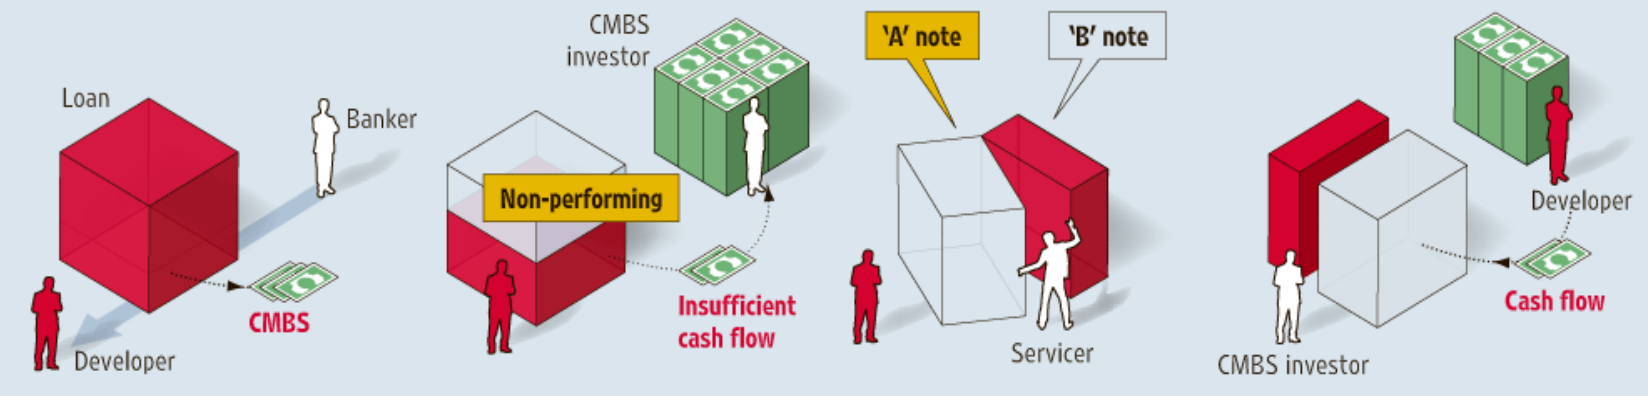 Loan
Banker
Developer
CMBS
CMBS
investor
Non-performing
Insufficient
cash flow
'A' note
'B' note
Servicer
Developer
Cash flow
CMBS investor